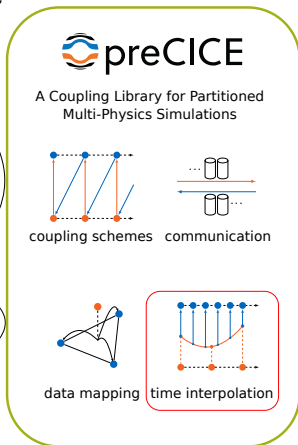 preCICE
A Coupling Library for Partitioned
Multi-Physics Simulations
...
...
coupling schemes communication
data mapping time interpolation